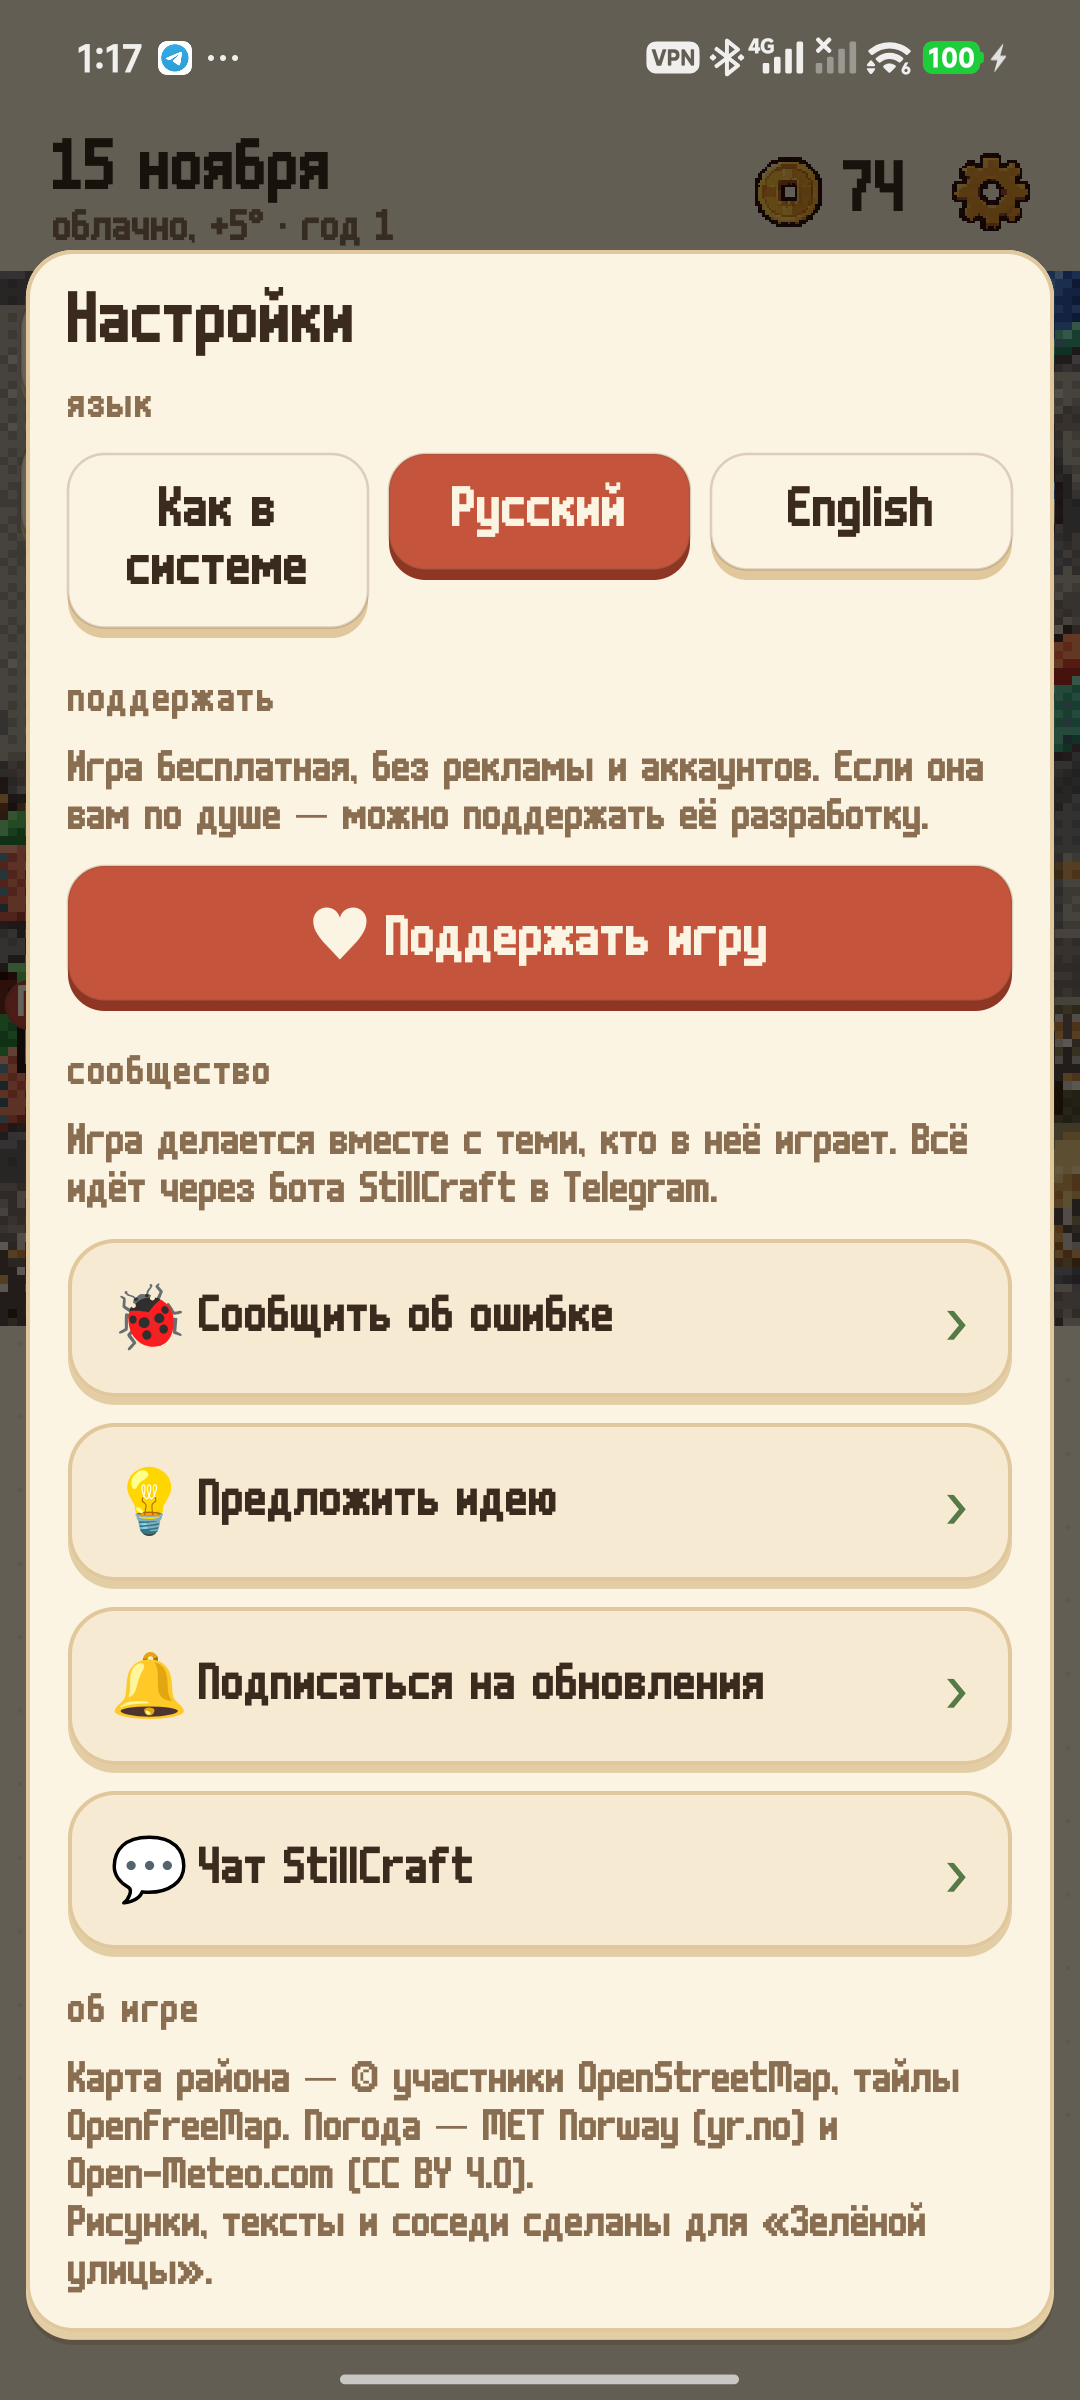 1:17
VPN 4G 6 100
15 ноября
74
облачно, +5° · год 1
Настройки
язык
Как в
системе
Русский
English
поддержать
Игра бесплатная, без рекламы и аккаунтов. Если она
вам по душе — можно поддержать её разработку.
♥ Поддержать игру
сообщество
Игра делается вместе с теми, кто в неё играет. Всё
идёт через бота StillCraft в Telegram.
Сообщить об ошибке
Предложить идею
Подписаться на обновления
Чат StillCraft
об игре
Карта района — © участники OpenStreetMap, тайлы
OpenFreeMap. Погода — MET Norway (yr.no) и
Open-Meteo.com (CC BY 4.0).
Рисунки, тексты и соседи сделаны для «Зелёной
улицы».